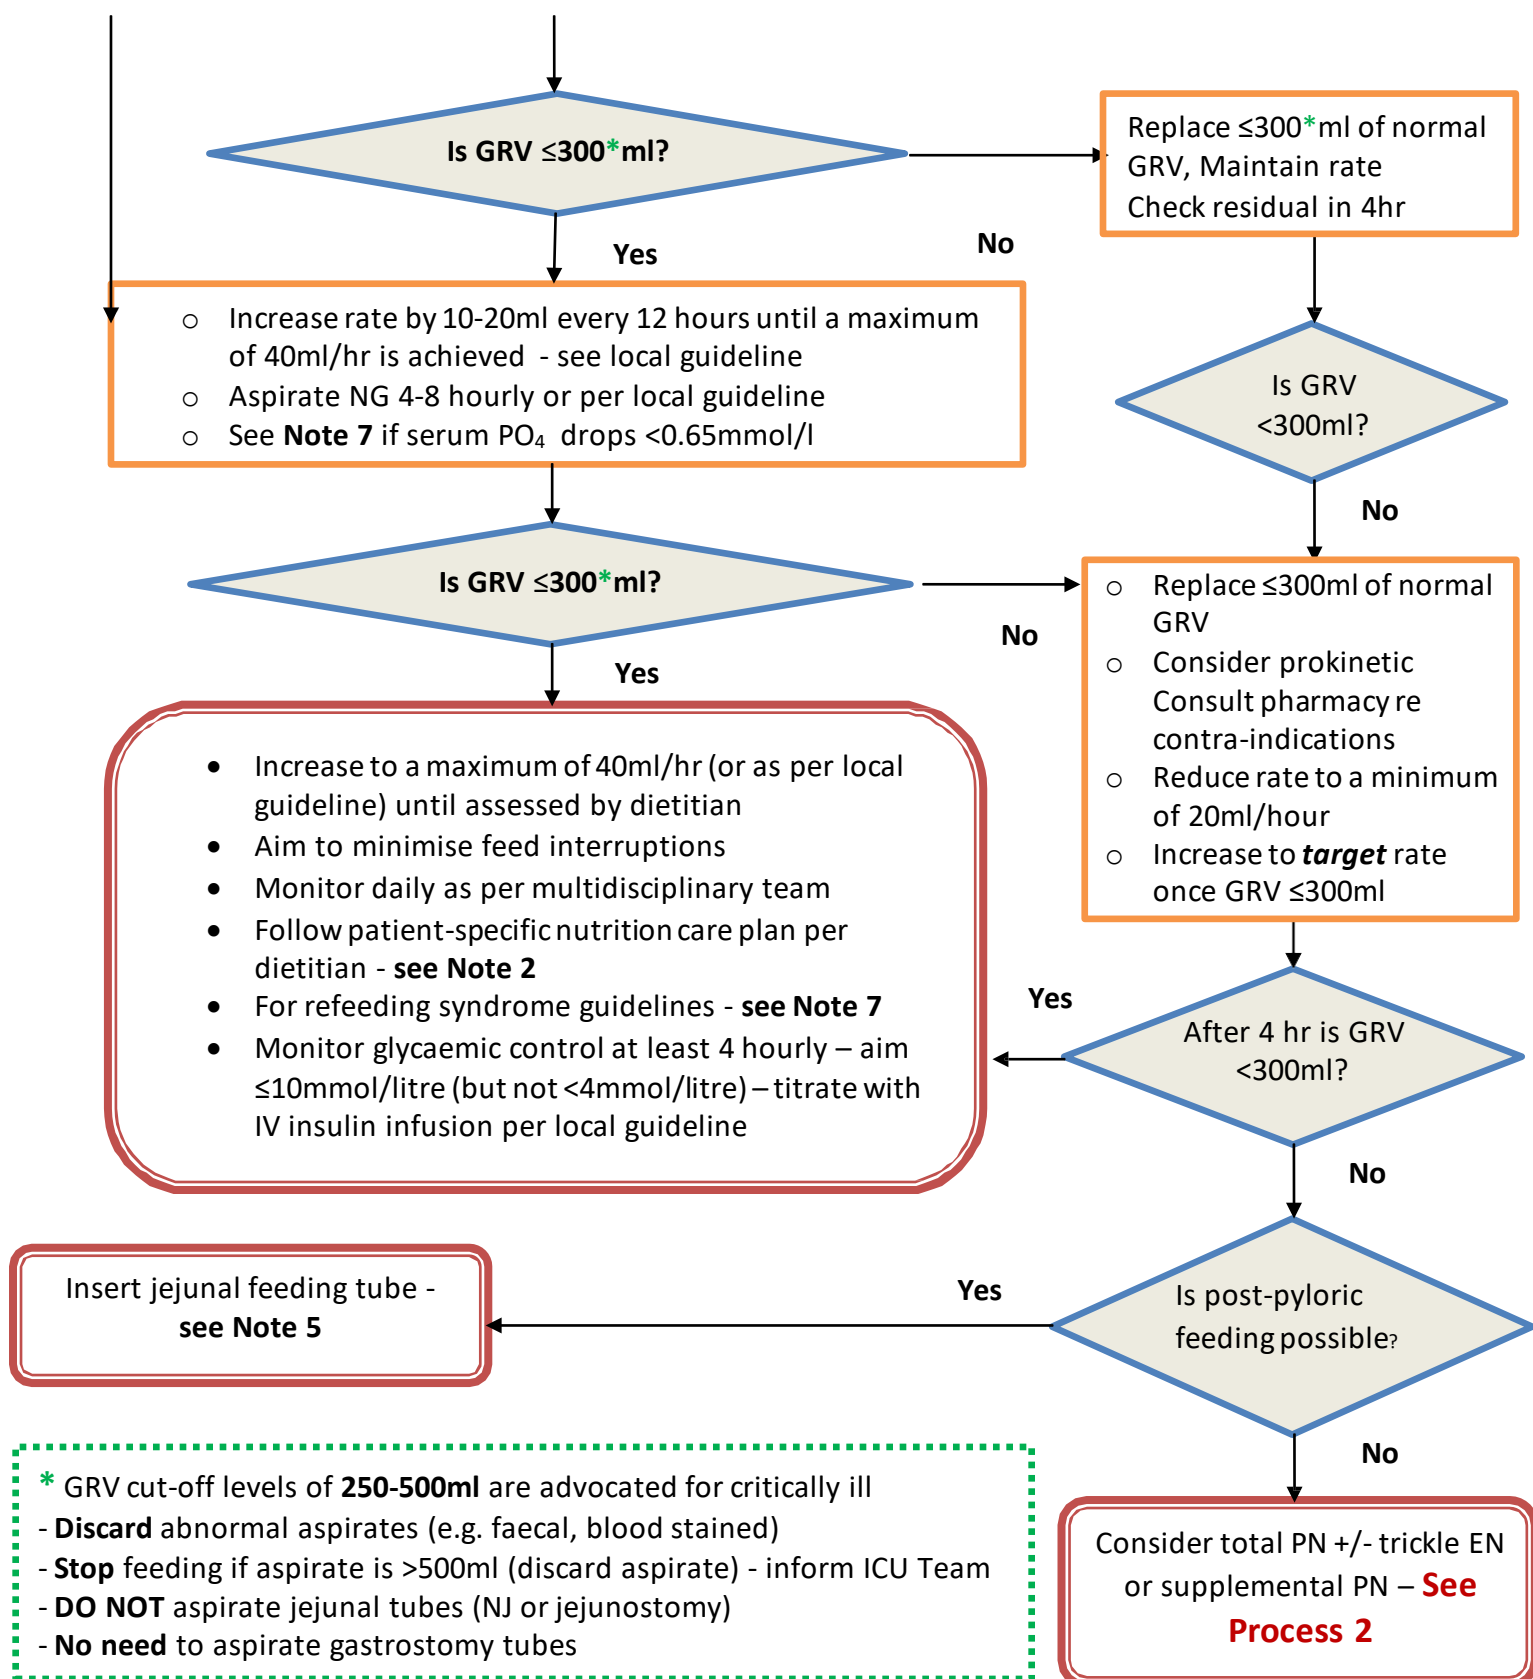 Is GRV ≤300*ml?
Replace ≤300*ml of normal
GRV, Maintain rate
Check residual in 4hr
Yes
No
o Increase rate by 10-20ml every 12 hours until a maximum
of 40ml/hr is achieved - see local guideline
o Aspirate NG 4-8 hourly or per local guideline
o See Note 7 if serum PO₄ drops <0.65mmol/l
Is GRV
<300ml?
No
Is GRV ≤300*ml?
No
Yes
o Replace ≤300ml of normal
GRV
o Consider prokinetic
Consult pharmacy re
contra-indications
o Reduce rate to a minimum
of 20ml/hour
o Increase to target rate
once GRV ≤300ml
• Increase to a maximum of 40ml/hr (or as per local
guideline) until assessed by dietitian
• Aim to minimise feed interruptions
• Monitor daily as per multidisciplinary team
• Follow patient-specific nutrition care plan per
dietitian - see Note 2
• For refeeding syndrome guidelines - see Note 7
• Monitor glycaemic control at least 4 hourly – aim
≤10mmol/litre (but not <4mmol/litre) – titrate with
IV insulin infusion per local guideline
Yes
After 4 hr is GRV
<300ml?
No
Insert jejunal feeding tube -
see Note 5
Yes
Is post-pyloric
feeding possible?
No
* GRV cut-off levels of 250-500ml are advocated for critically ill
- Discard abnormal aspirates (e.g. faecal, blood stained)
- Stop feeding if aspirate is >500ml (discard aspirate) - inform ICU Team
- DO NOT aspirate jejunal tubes (NJ or jejunostomy)
- No need to aspirate gastrostomy tubes
Consider total PN +/- trickle EN
or supplemental PN – See
Process 2